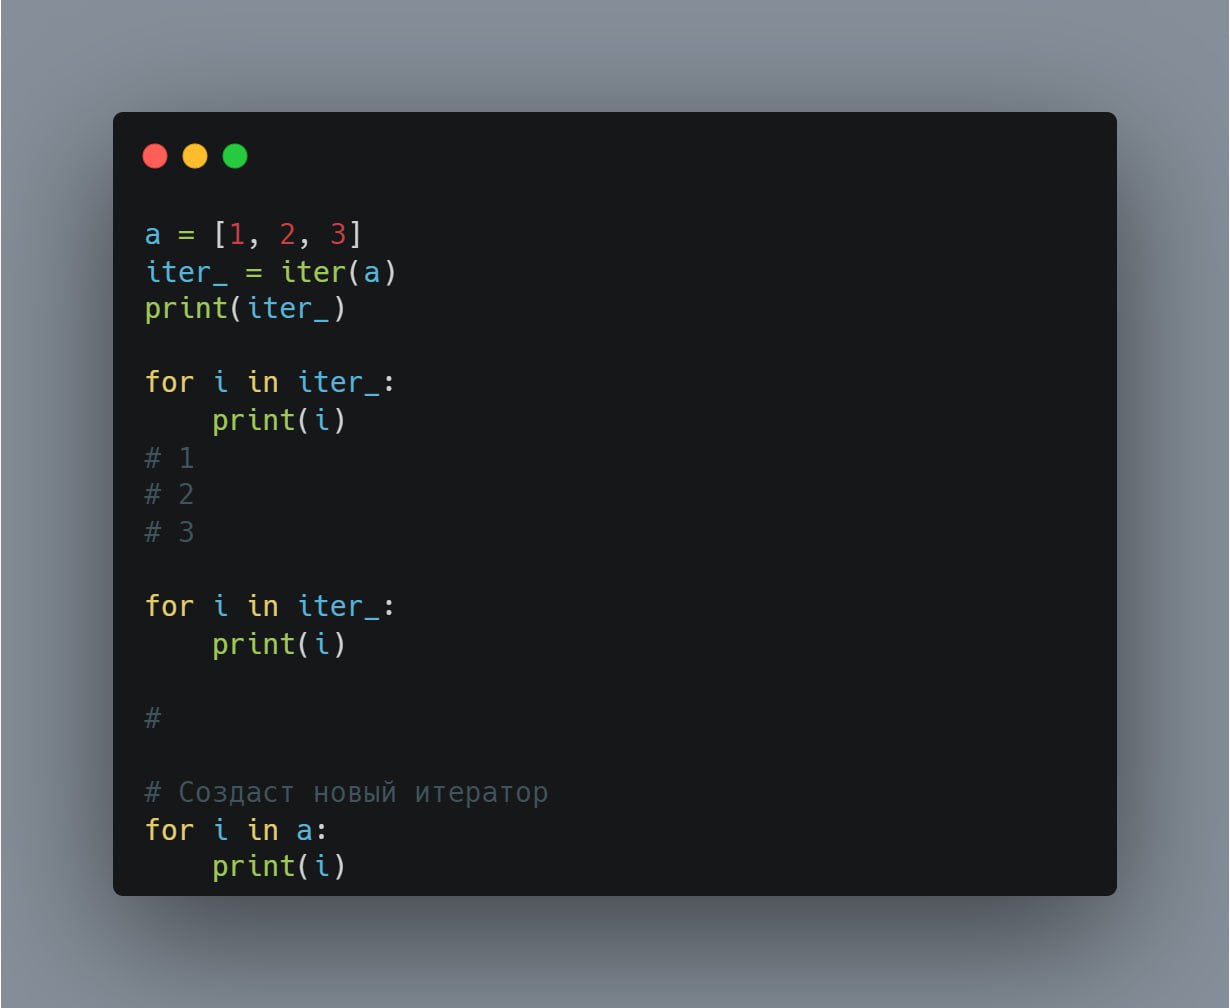 a = [1, 2, 3]
iter_ = iter(a)
print(iter_)
for i in iter_:
    print(i)
# 1
# 2
# 3
for i in iter_:
    print(i)
#
# Создаст новый итератор
for i in a:
    print(i)